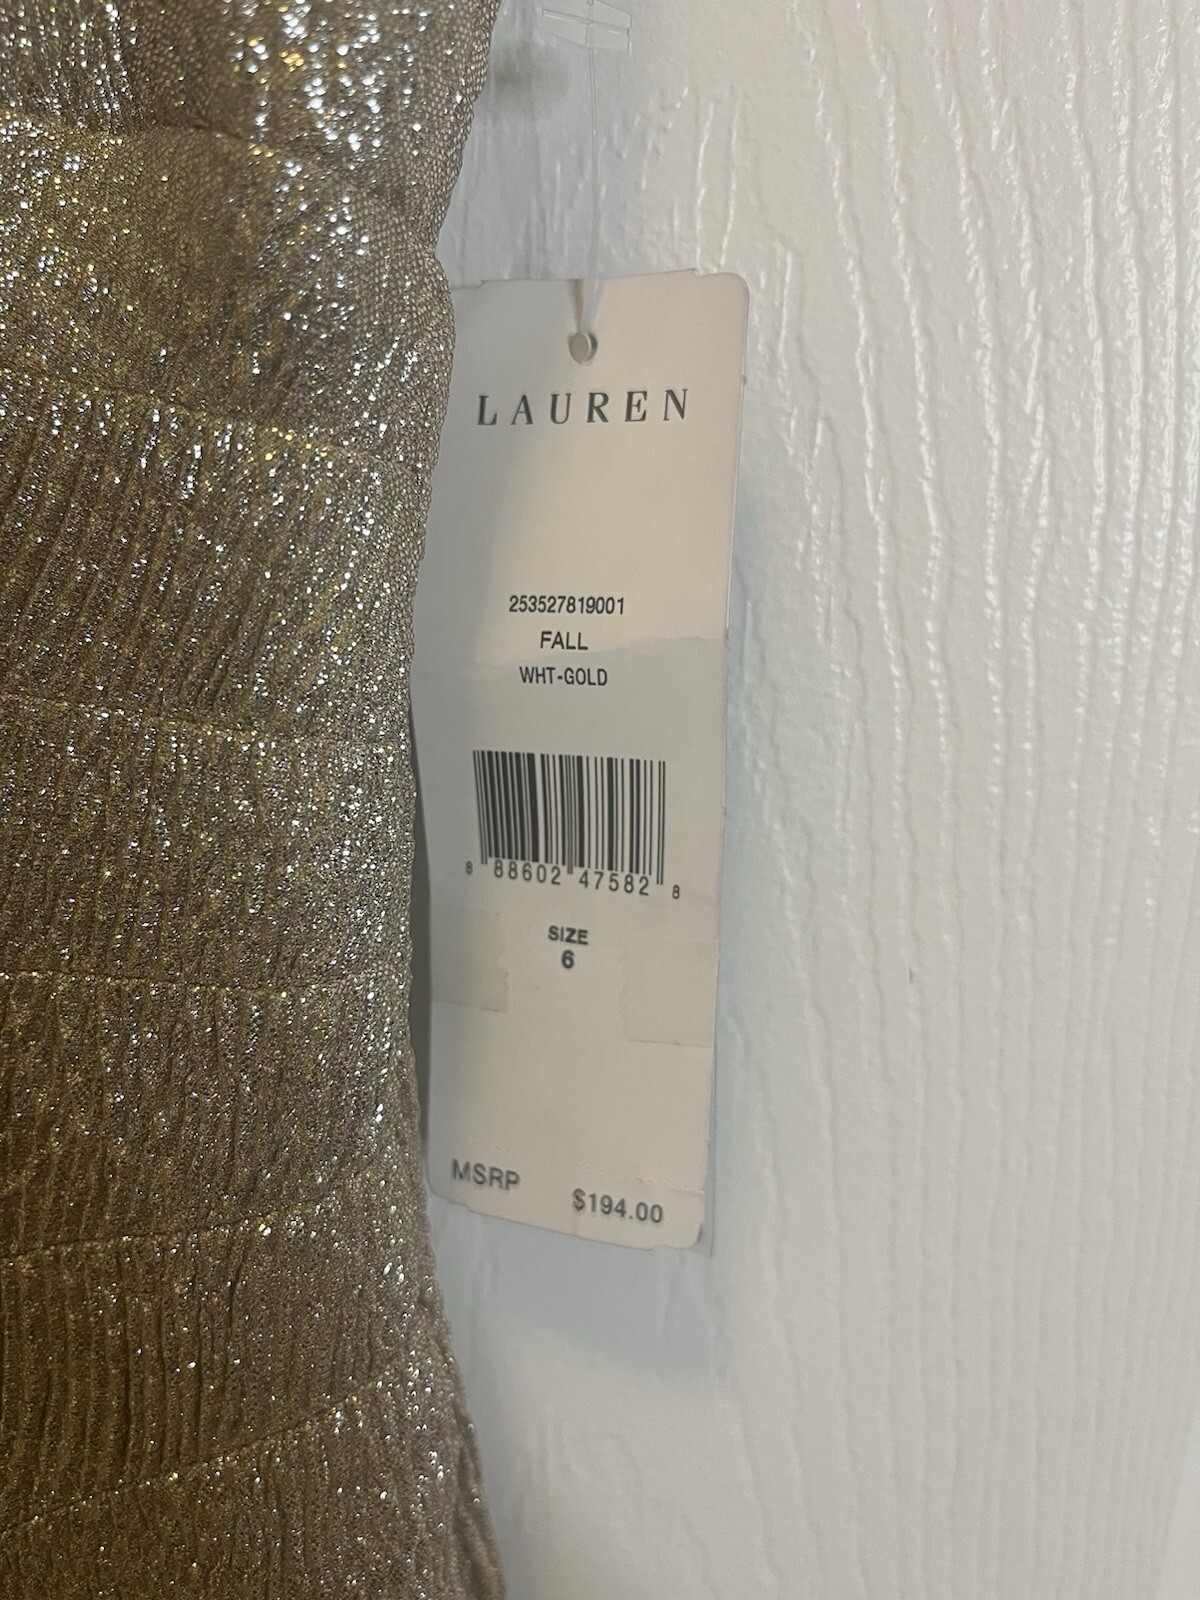 LAUREN
253527819001
FALL
WHT-GOLD
8 88602 47582 8
SIZE
6
MSRP $194.00